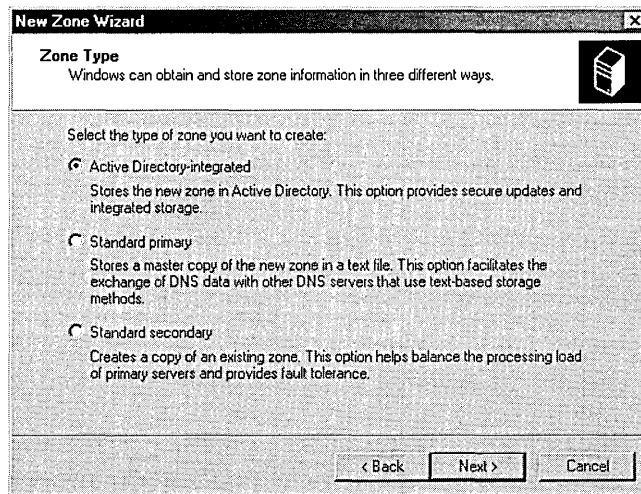 New Zone Wizard
Zone Type
Windows can obtain and store zone information in three different ways.
Select the type of zone you want to create:
Active Directory-integrated
Stores the new zone in Active Directory. This option provides secure updates and
integrated storage.
Standard primary
Stores a master copy of the new zone in a text file. This option facilitates the
exchange of DNS data with other DNS servers that use text-based storage
methods.
Standard secondary
Creates a copy of an existing zone. This option helps balance the processing load
of primary servers and provides fault tolerance.
< Back
Next >
Cancel